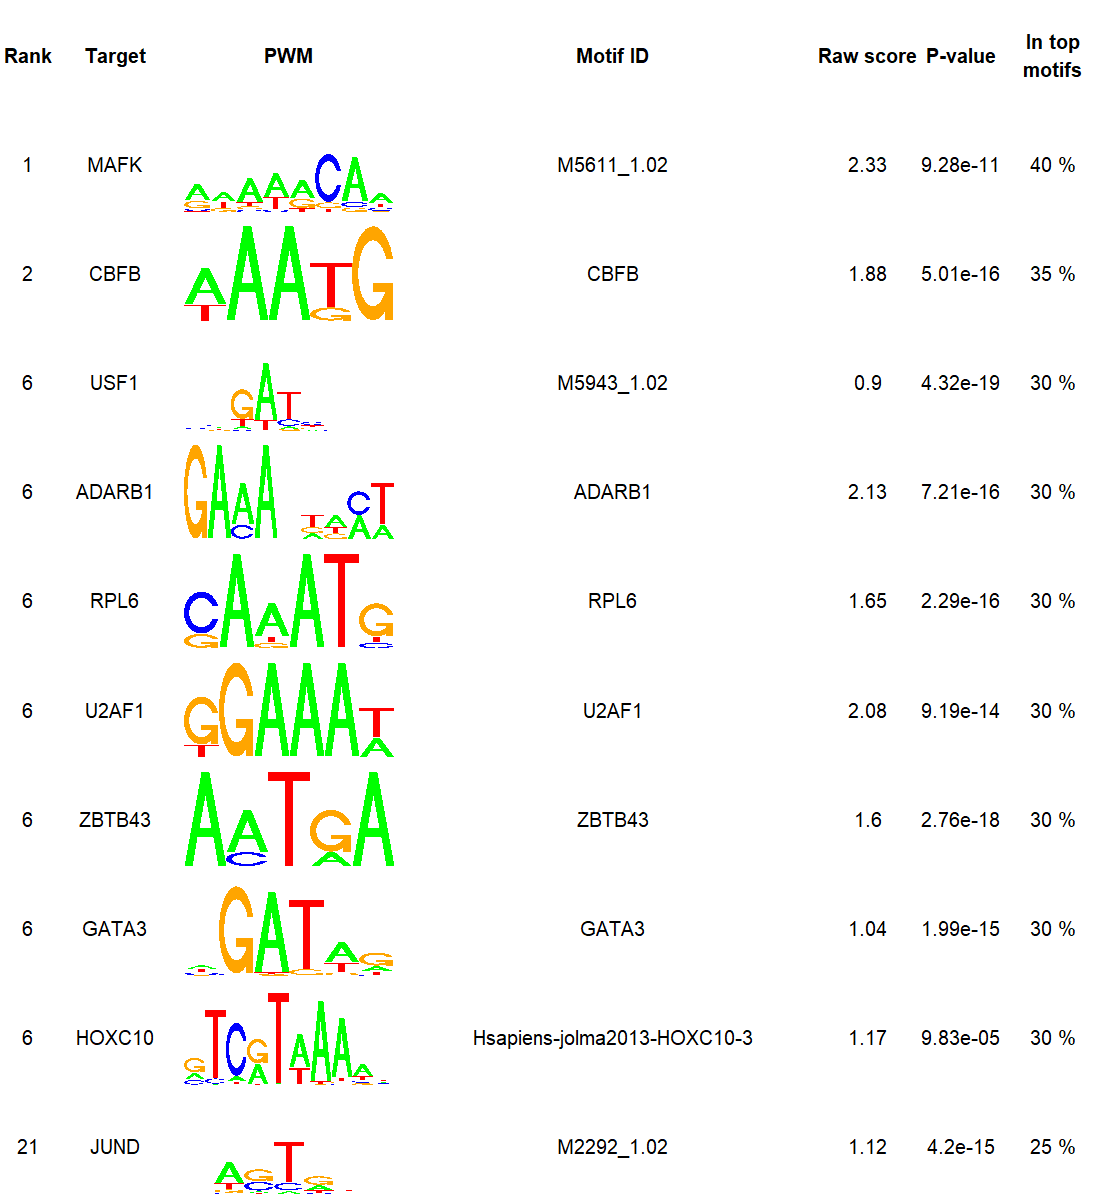 Rank Target PWM Motif ID Raw score P-value In top motifs
1 MAFK M5611_1.02 2.33 9.28e-11 40 %
2 CBFB CBFB 1.88 5.01e-16 35 %
6 USF1 M5943_1.02 0.9 4.32e-19 30 %
6 ADARB1 ADARB1 2.13 7.21e-16 30 %
6 RPL6 RPL6 1.65 2.29e-16 30 %
6 U2AF1 U2AF1 2.08 9.19e-14 30 %
6 ZBTB43 ZBTB43 1.6 2.76e-18 30 %
6 GATA3 GATA3 1.04 1.99e-15 30 %
6 HOXC10 Hsapiens-jolma2013-HOXC10-3 1.17 9.83e-05 30 %
21 JUND M2292_1.02 1.12 4.2e-15 25 %